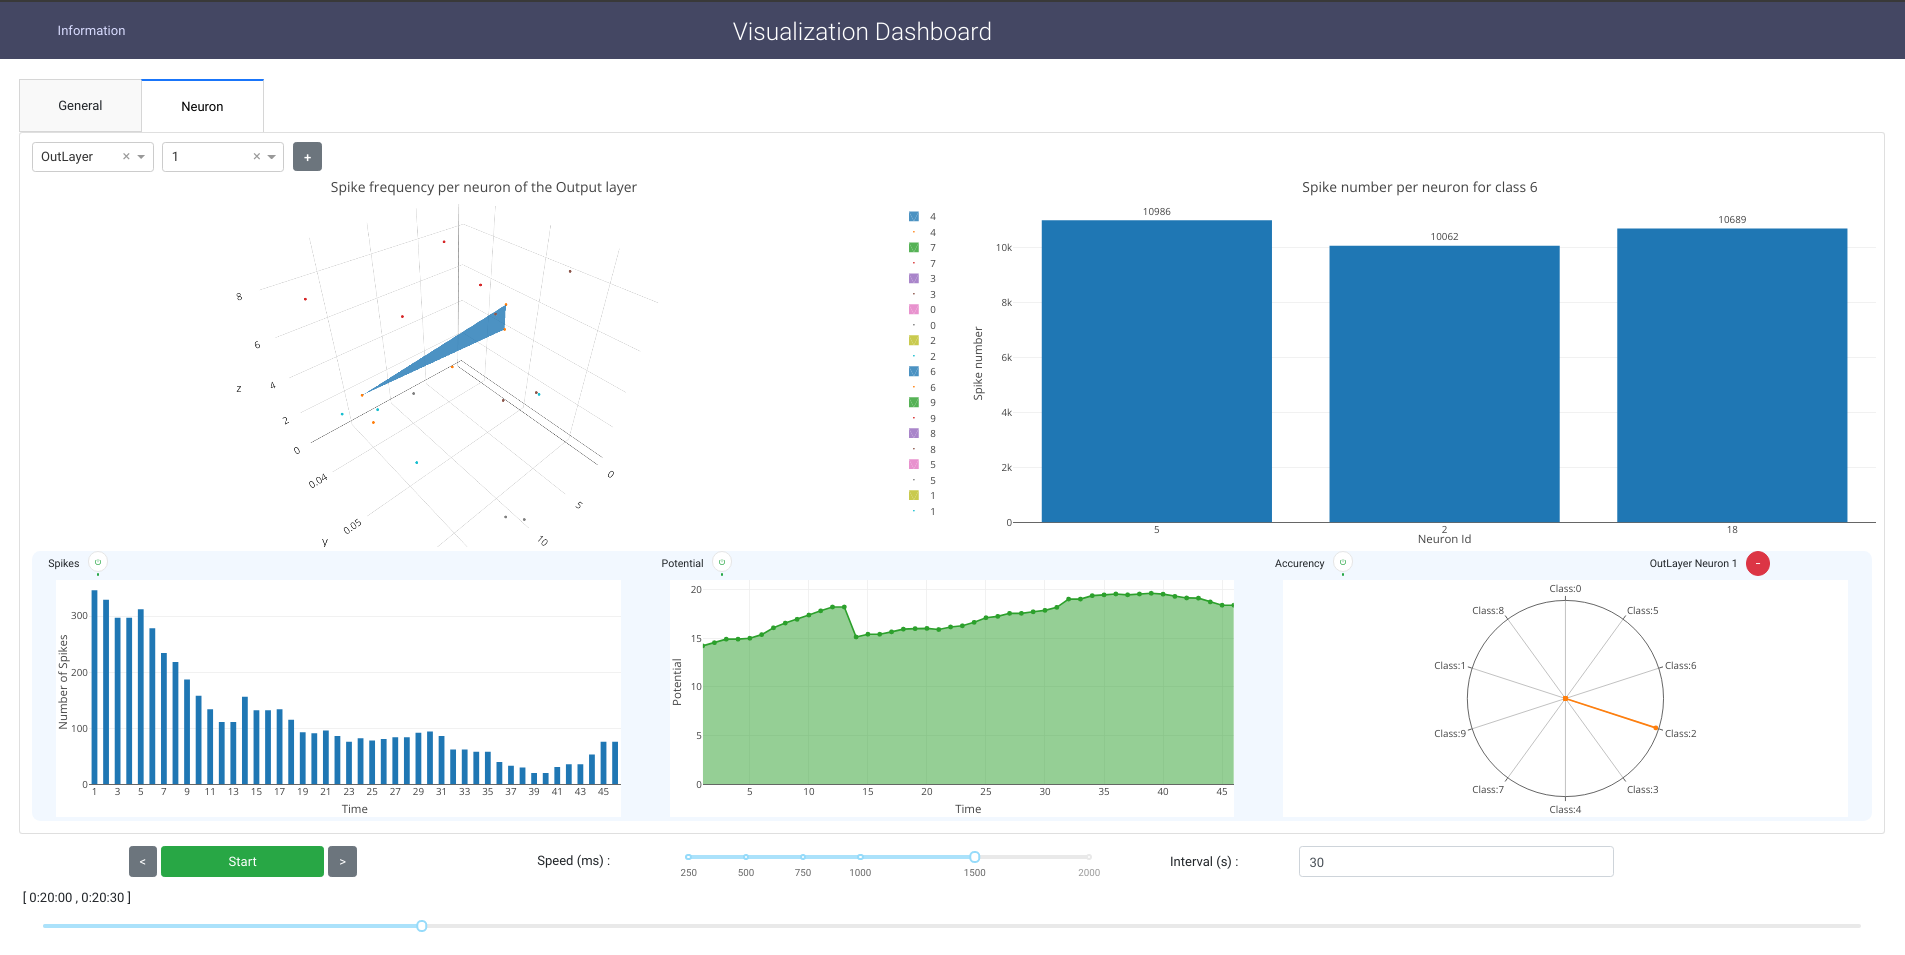 Information
Visualization Dashboard
General
Neuron
OutLayer × 
1 ×
+
Spike frequency per neuron of the Output layer
8
6
z
4
2
0
0.04
0.05
y
10
5
0
4
4
7
7
3
3
0
0
2
2
6
6
9
9
8
8
5
5
1
1
Spike number per neuron for class 6
10986
10062
10689
Spike number
10k
8k
6k
4k
2k
0
5 2 18
Neuron Id
Spikes
Number of Spikes
300
200
100
0
1 3 5 7 9 11 13 15 17 19 21 23 25 27 29 31 33 35 37 39 41 43 45
Time
Potential
Potential
20
15
10
5
0
5 10 15 20 25 30 35 40 45
Time
Accurency
OutLayer Neuron 1
-
Class:0
Class:8
Class:5
Class:1
Class:6
Class:9
Class:2
Class:7
Class:3
Class:4
<
Start
>
Speed (ms) :
250 500 750 1000 1500 2000
Interval (s) :
30
[ 0:20:00 , 0:20:30 ]